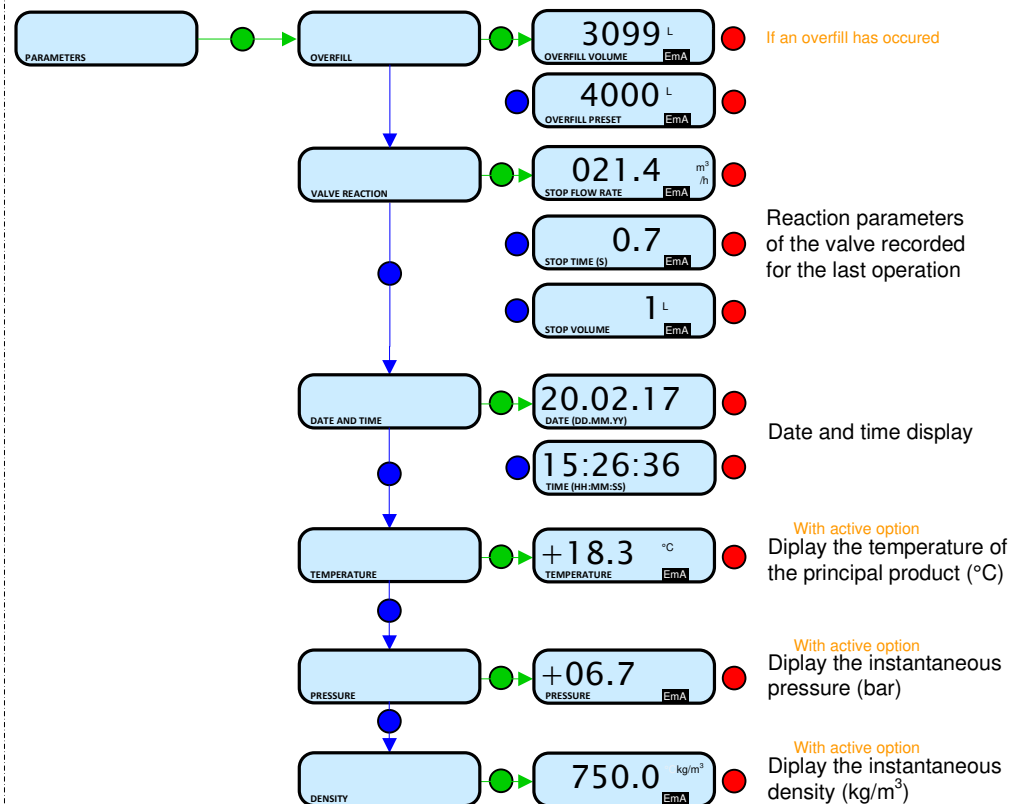 PARAMETERS
OVERFILL
3099 L
OVERFILL VOLUME EmA
If an overfill has occured
4000 L
OVERFILL PRESET EmA
VALVE REACTION
021.4 m³/h
STOP FLOW RATE EmA
0.7
STOP TIME (S) EmA
1 L
STOP VOLUME EmA
Reaction parameters
of the valve recorded
for the last operation
DATE AND TIME
20.02.17
DATE (DD.MM.YY)
15:26:36
TIME (HH:MM:SS)
Date and time display
TEMPERATURE
+18.3 °C
TEMPERATURE EmA
With active option
Diplay the temperature of
the principal product (°C)
PRESSURE
+06.7
PRESSURE EmA
With active option
Diplay the instantaneous
pressure (bar)
DENSITY
750.0 kg/m³
EmA
With active option
Diplay the instantaneous
density (kg/m³)